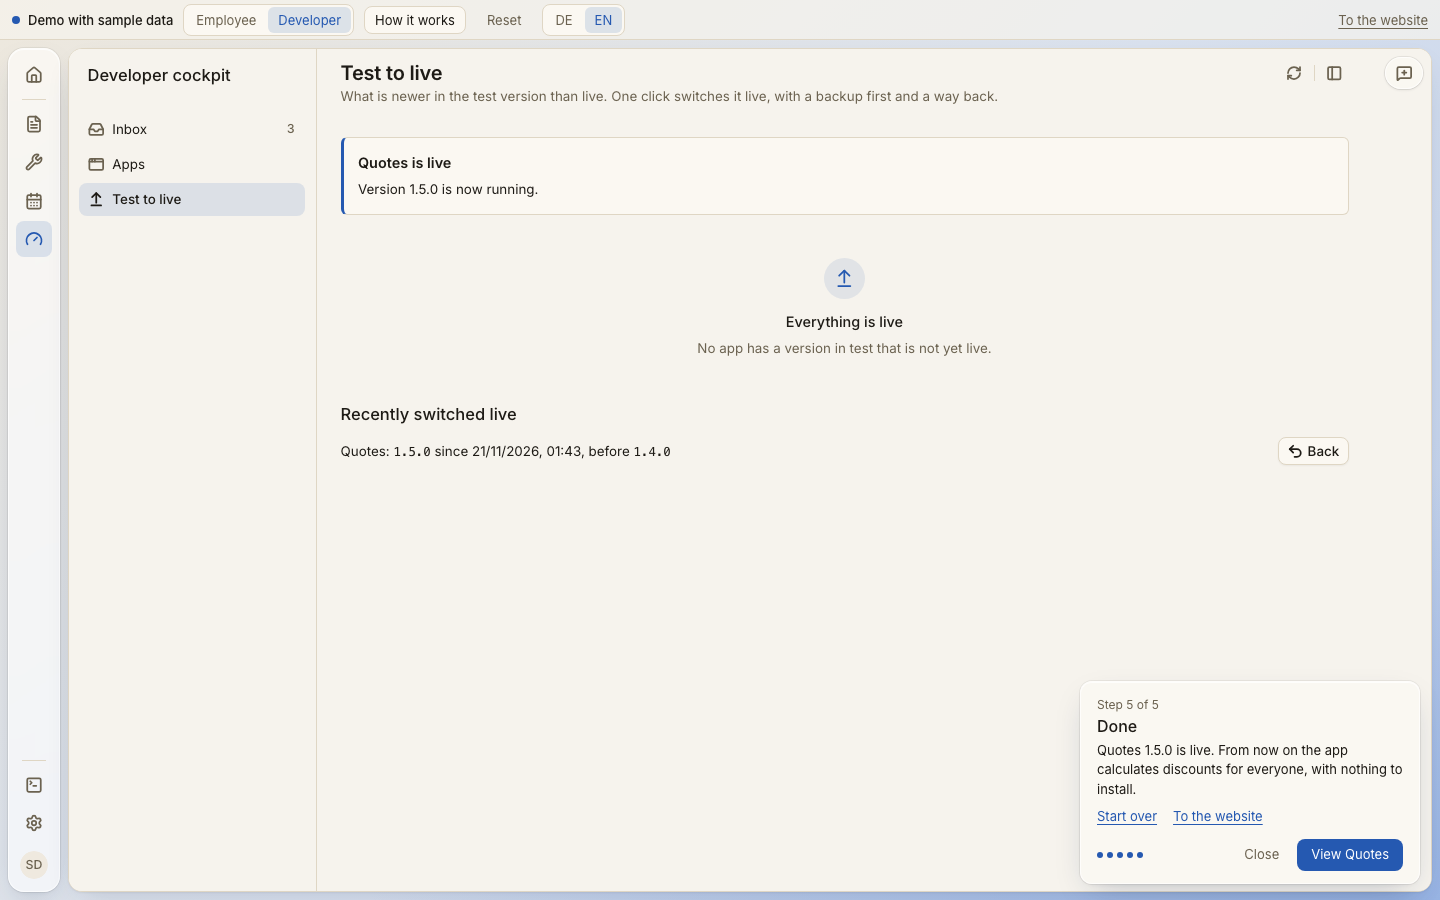 Demo with sample data
Employee
Developer
How it works
Reset
DE
EN
To the website
Developer cockpit
Inbox
3
Apps
Test to live
SD
Test to live
What is newer in the test version than live. One click switches it live, with a backup first and a way back.
Quotes is live
Version 1.5.0 is now running.
Everything is live
No app has a version in test that is not yet live.
Recently switched live
Quotes: 1.5.0 since 21/11/2026, 01:43, before 1.4.0
Back
Step 5 of 5
Done
Quotes 1.5.0 is live. From now on the app
calculates discounts for everyone, with nothing to
install.
Start over
To the website
Close
View Quotes